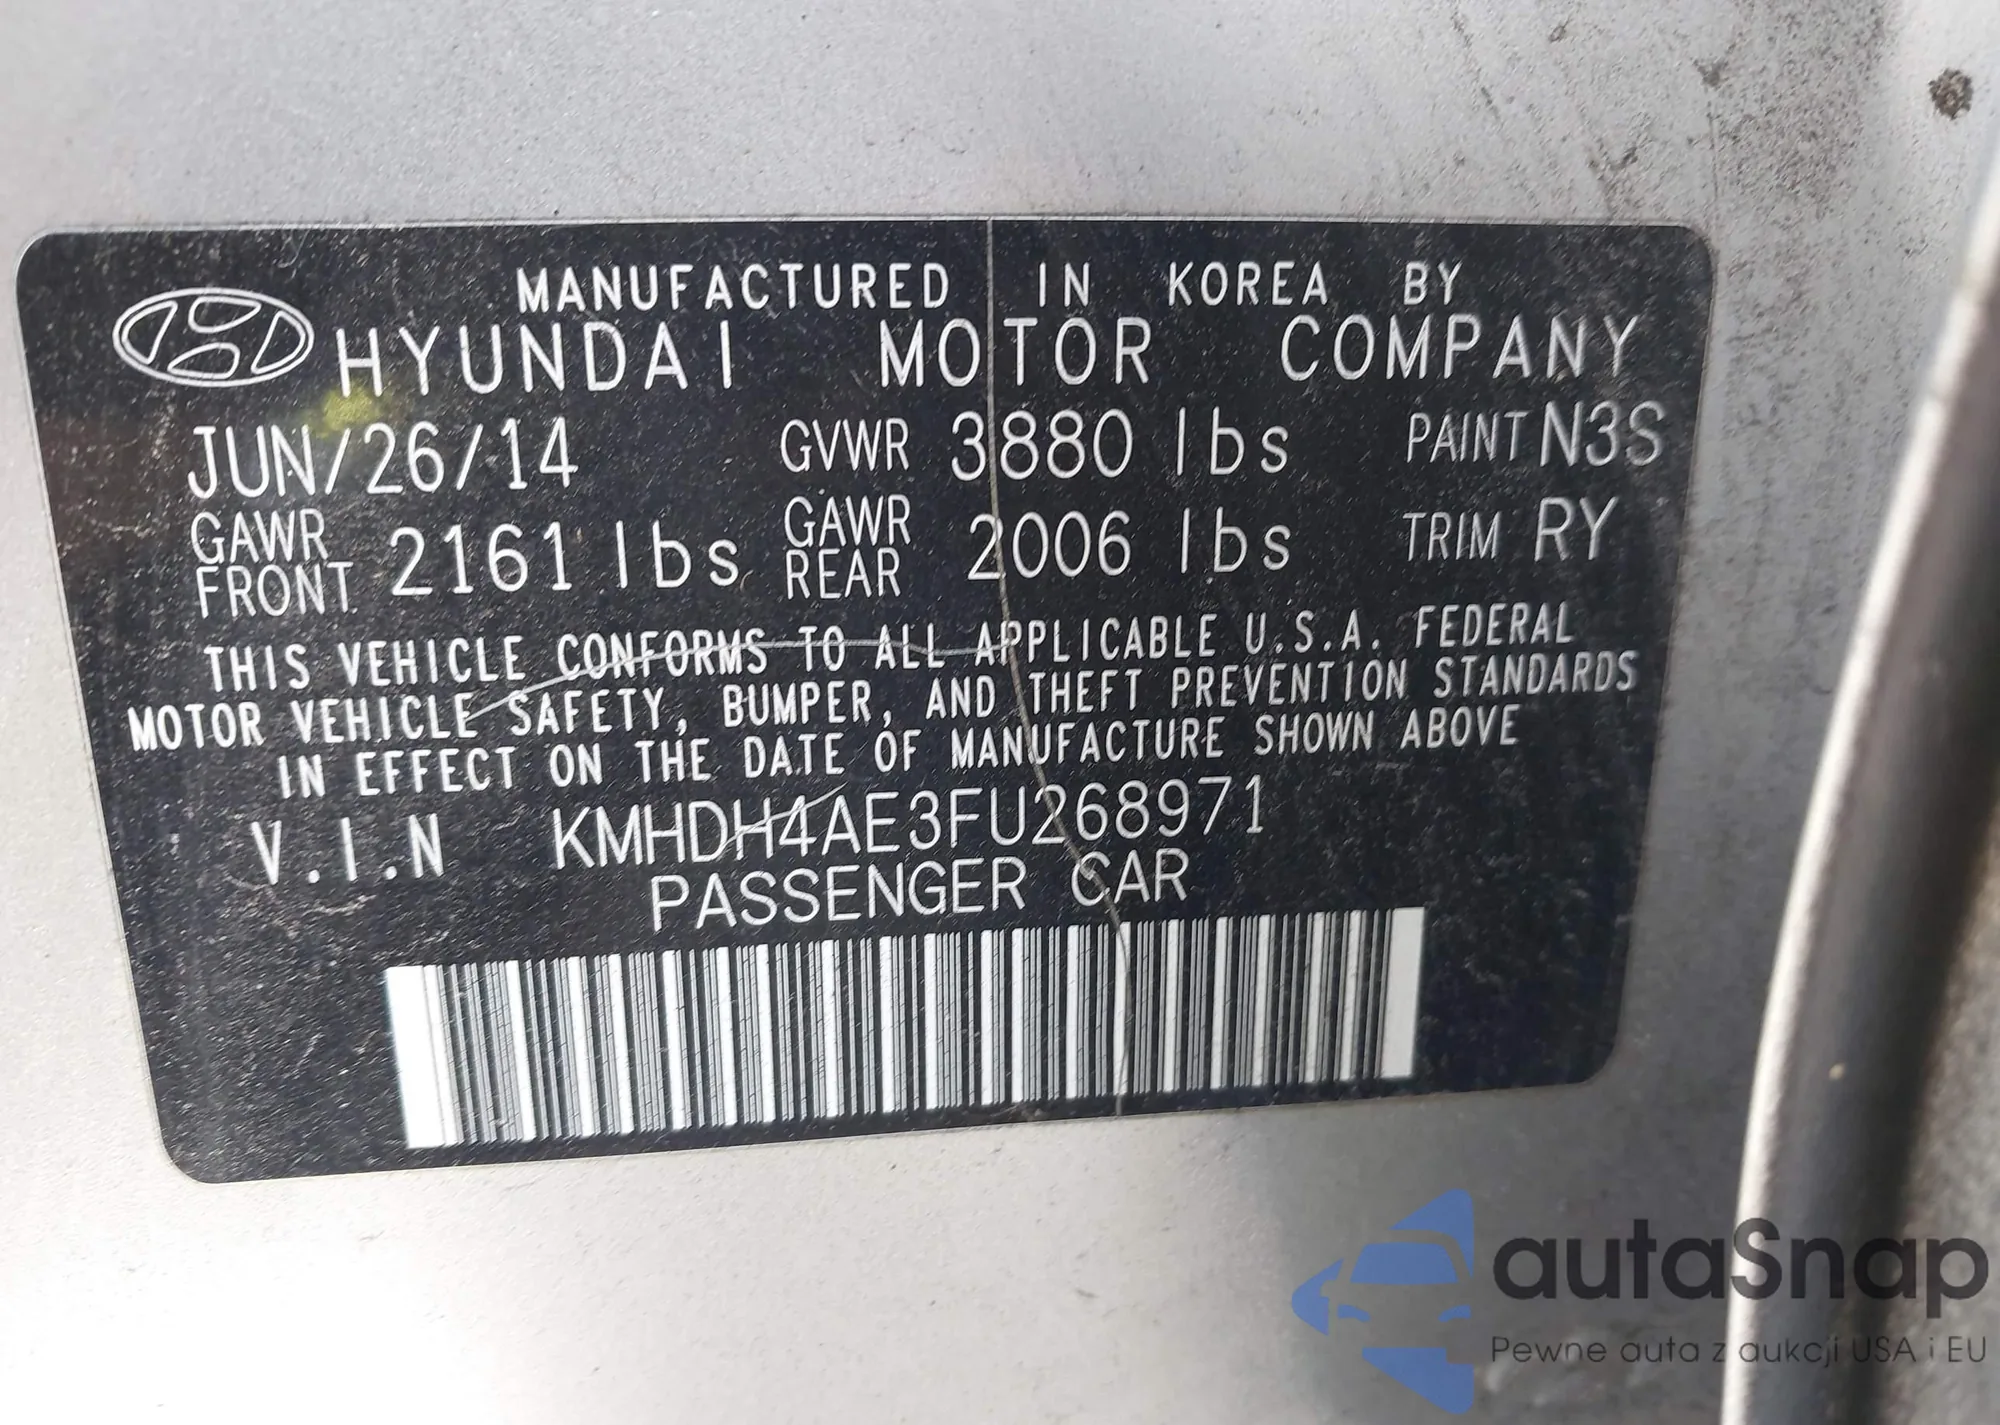 MANUFACTURED IN KOREA BY
HYUNDAI MOTOR COMPANY
JUN/26/14 GVWR 3880 lbs PAINT N3S
GAWR FRONT 2161 lbs GAWR REAR 2006 lbs TRIM RY
THIS VEHICLE CONFORMS TO ALL APPLICABLE U.S.A. FEDERAL
MOTOR VEHICLE SAFETY, BUMPER, AND THEFT PREVENTION STANDARDS
IN EFFECT ON THE DATE OF MANUFACTURE SHOWN ABOVE
V.I.N KMHDH4AE3FU268971
PASSENGER CAR
autaSnap
Pewne auta z aukcji USA i EU